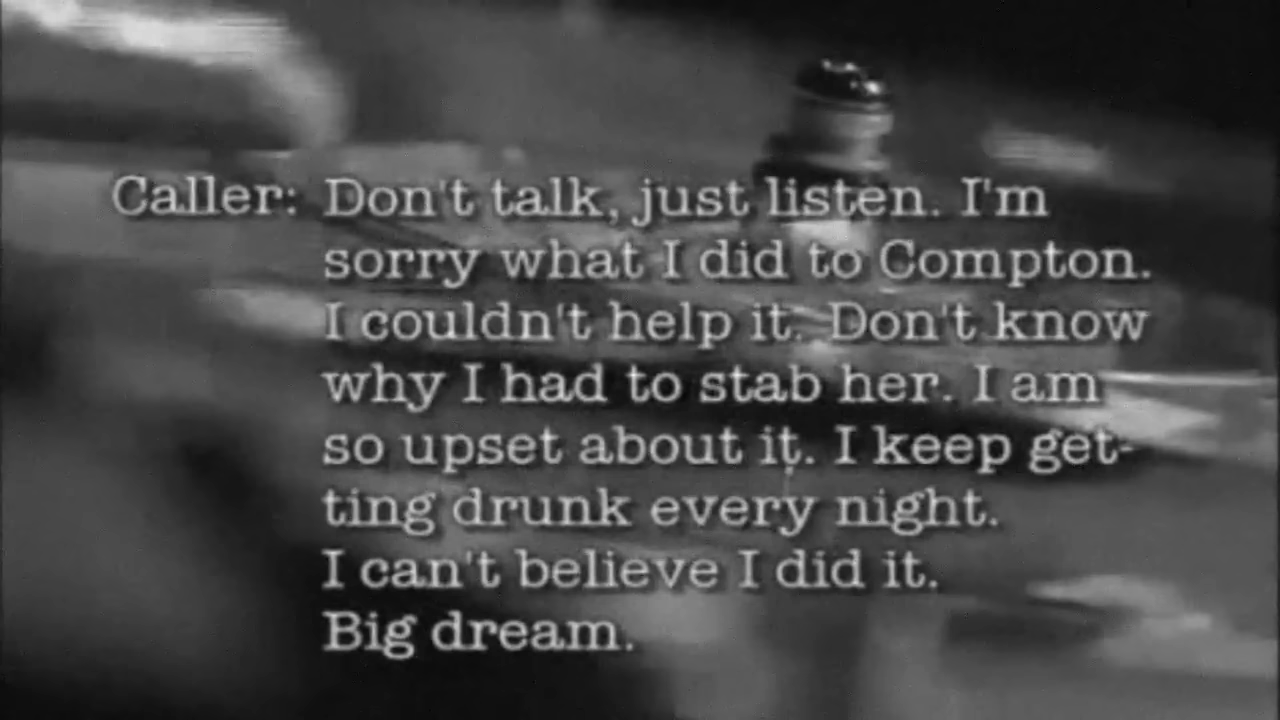 Caller: Don't talk, just listen. I'm
sorry what I did to Compton.
I couldn't help it. Don't know
why I had to stab her. I am
so upset about it. I keep get-
ting drunk every night.
I can't believe I did it.
Big dream.